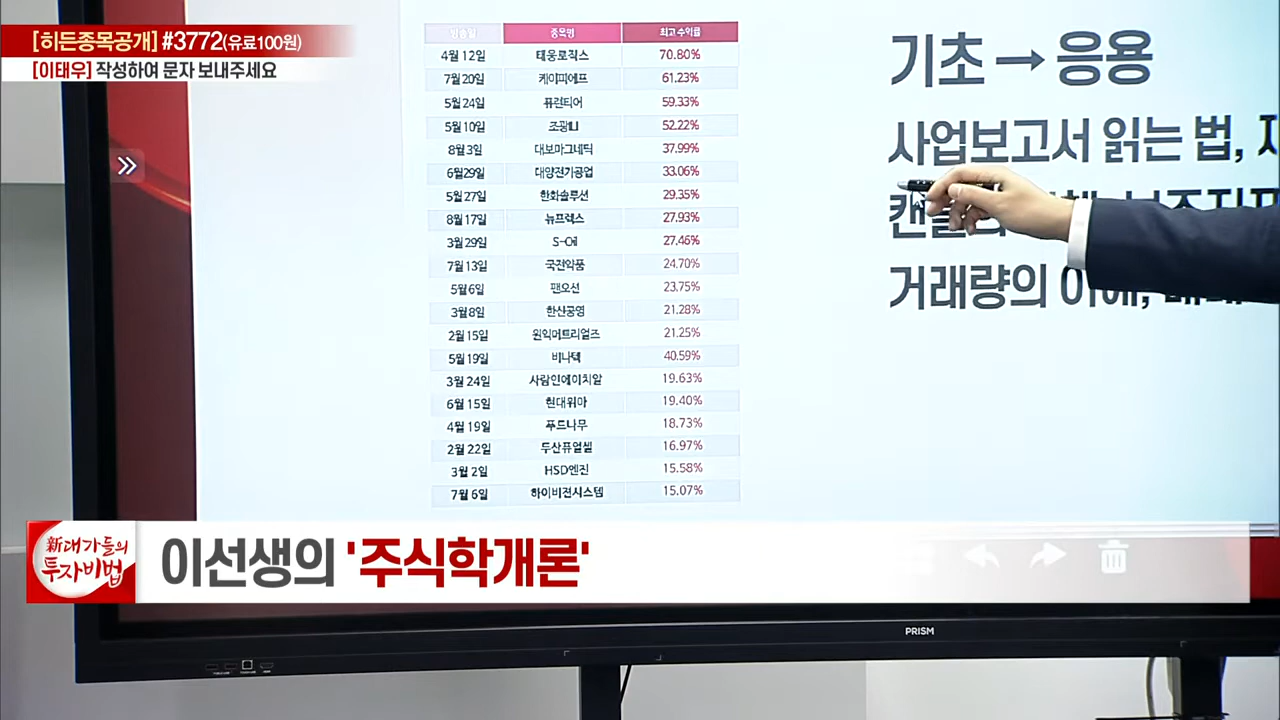 [히든종목공개] #3772(유료100원)
[이태우] 작성하여 문자 보내주세요
방송일 종목명 최고 수익률
4월 12일 태웅로직스 70.80%
7월 20일 케이피에프 61.23%
5월 24일 퓨런티어 59.33%
5월 10일 조광ILI 52.22%
8월 3일 대보마그네틱 37.99%
6월 29일 대양전기공업 33.06%
5월 27일 한화솔루션 29.35%
8월 17일 뉴프렉스 27.93%
3월 29일 S-Oil 27.46%
7월 13일 국전약품 24.70%
5월 6일 팬오션 23.75%
3월 8일 한신공영 21.28%
2월 15일 원익머트리얼즈 21.25%
5월 19일 비나텍 40.59%
3월 24일 사람인에이치알 19.63%
6월 15일 현대위아 19.40%
4월 19일 푸드나무 18.73%
2월 22일 두산퓨얼셀 16.97%
3월 2일 HSD엔진 15.58%
7월 6일 하이비젼시스템 15.07%
기초 → 응용
사업보고서 읽는 법,
거래량의 이해,
新 대가들의
투자비법
이선생의 '주식학개론'
PRISM